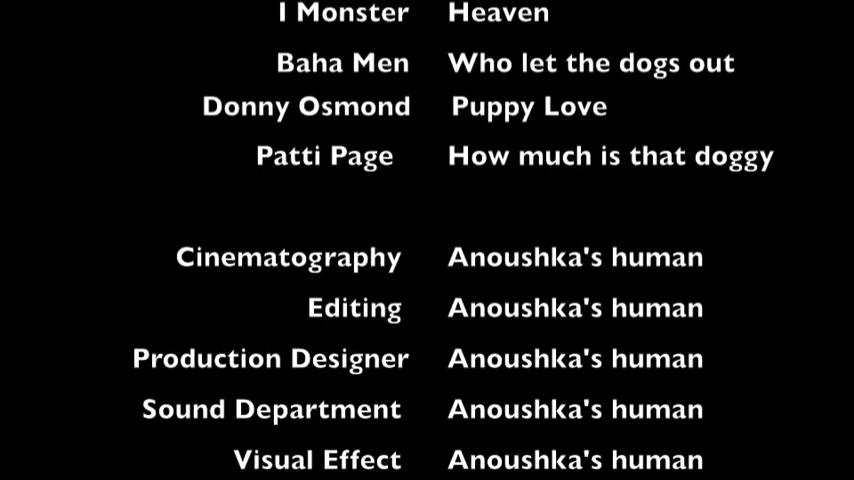 I Monster Heaven
Baha Men Who let the dogs out
Donny Osmond Puppy Love
Patti Page How much is that doggy
Cinematography Anoushka's human
Editing Anoushka's human
Production Designer Anoushka's human
Sound Department Anoushka's human
Visual Effect Anoushka's human